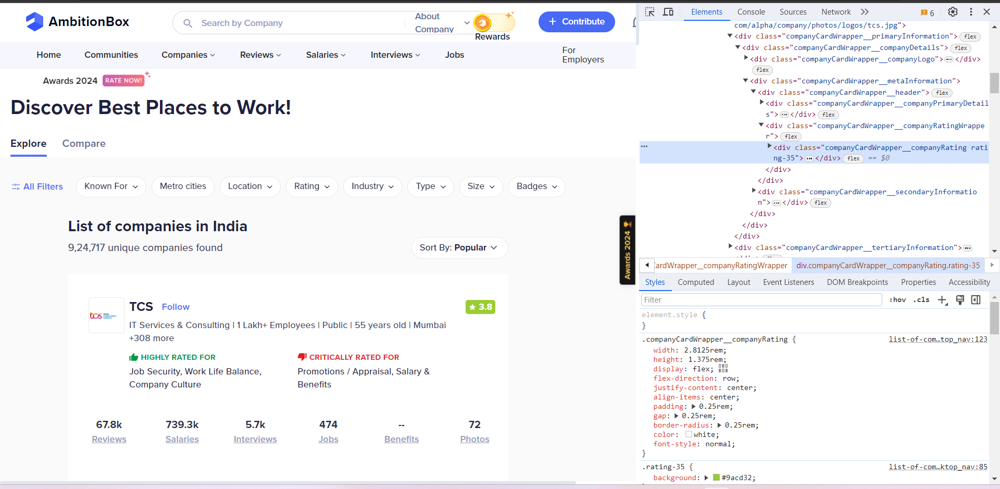 AmbitionBox
Search by Company
About
Company
Rewards
+ Contribute
Home
Communities
Companies
Reviews
Salaries
Interviews
Jobs
For
Employers
Awards 2024
RATE NOW!
Discover Best Places to Work!
Explore
Compare
All Filters
Known For
Metro cities
Location
Rating
Industry
Type
Size
Badges
List of companies in India
9,24,717 unique companies found
Sort By: Popular
Awards 2024
tcs TATA CONSULTANCY SERVICES
TCS
Follow
★ 3.8
IT Services & Consulting | 1 Lakh+ Employees | Public | 55 years old | Mumbai
+308 more
HIGHLY RATED FOR
Job Security, Work Life Balance,
Company Culture
CRITICALLY RATED FOR
Promotions / Appraisal, Salary &
Benefits
67.8k
Reviews
739.3k
Salaries
5.7k
Interviews
474
Jobs
--
Benefits
72
Photos
Elements
Console
Sources
Network
6
com/alpha/company/photos/logos/tcs.jpg">
<div class="companyCardWrapper__primaryInformation"> flex
<div class="companyCardWrapper__companyDetails"> flex
<div class="companyCardWrapper__companyLogo"> … </div>
flex
<div class="companyCardWrapper__metaInformation">
<div class="companyCardWrapper__header"> flex
<div class="companyCardWrapper__companyPrimaryDetail
s"> … </div> flex
<div class="companyCardWrapper__companyRatingWrappe
r"> flex
… <div class="companyCardWrapper__companyRating rati
ng-35"> … </div> flex == $0
</div>
</div>
<div class="companyCardWrapper__secondaryInformatio
n"> … </div> flex
</div>
</div>
</div>
<div class="companyCardWrapper__tertiaryInformation"> …
CardWrapper__companyRatingWrapper
div.companyCardWrapper__companyRating.rating-35
Styles
Computed
Layout
Event Listeners
DOM Breakpoints
Properties
Accessibility
Filter
:hov
.cls
element.style {
}
.companyCardWrapper__companyRating {
list-of-com…top_nav:123
width: 2.8125rem;
height: 1.375rem;
display: flex;
flex-direction: row;
justify-content: center;
align-items: center;
padding: 0.25rem;
gap: 0.25rem;
border-radius: 0.25rem;
color: white;
font-style: normal;
}
.rating-35 {
list-of-com…ktop_nav:85
background: #9acd32;